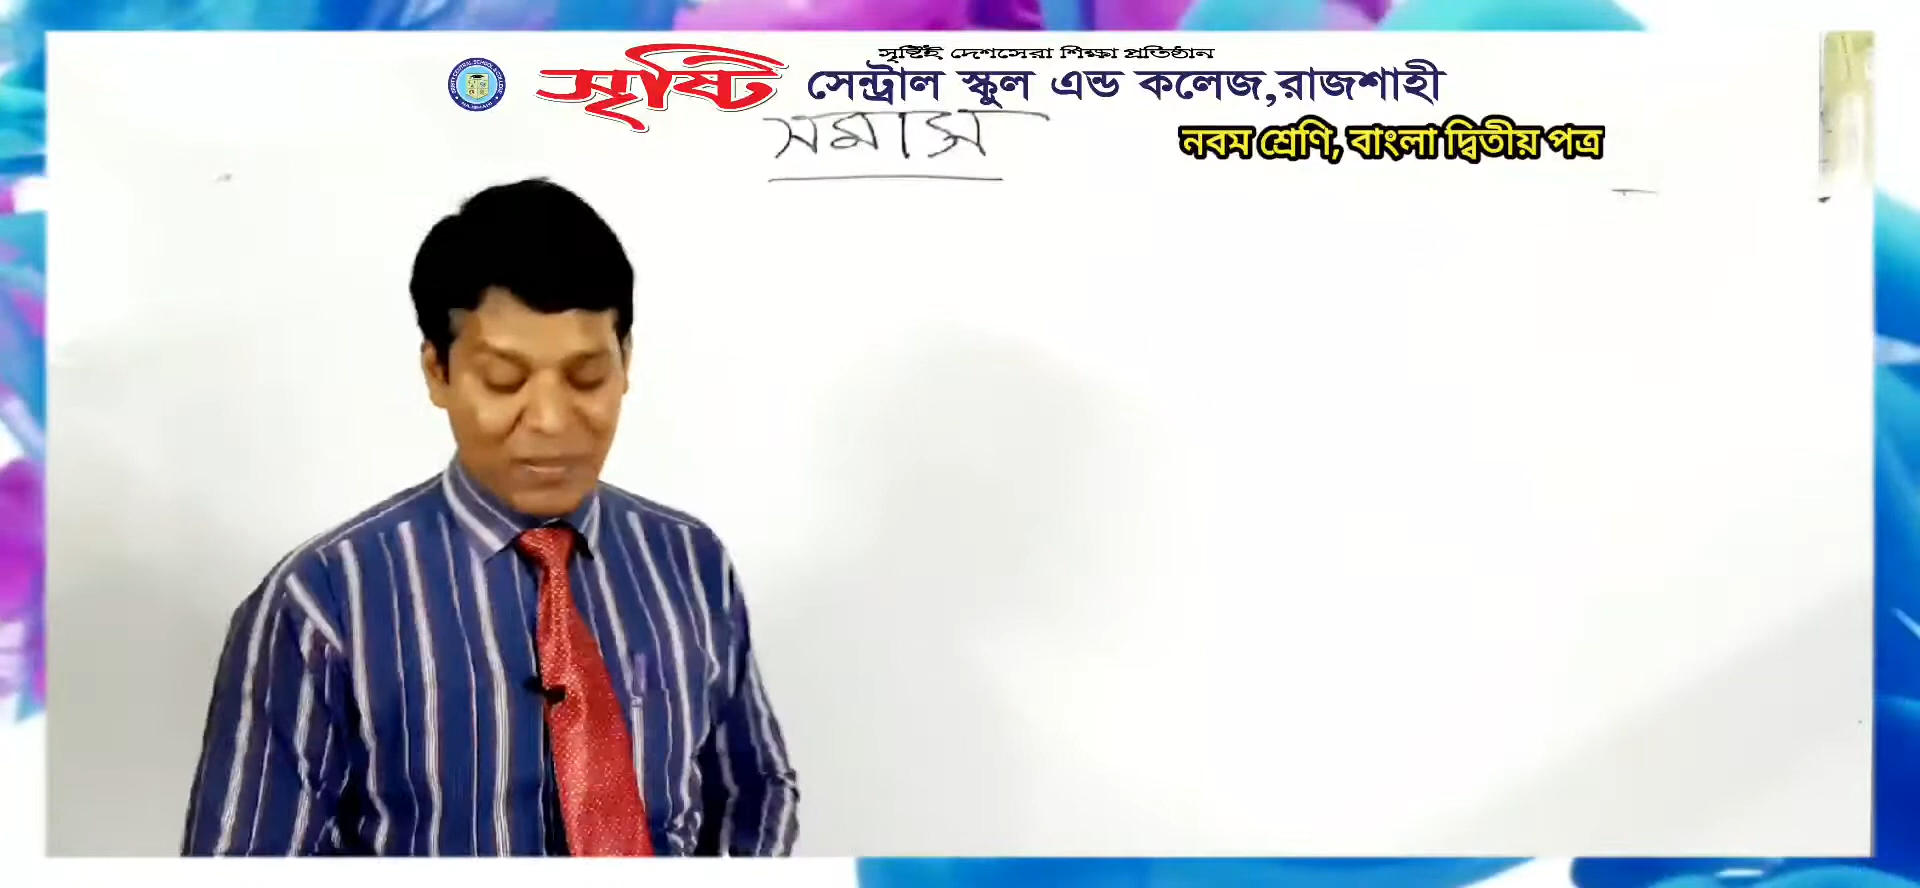 সৃষ্টিই দেশসেরা শিক্ষা প্রতিষ্ঠান
সৃষ্টি সেন্ট্রাল স্কুল এন্ড কলেজ,রাজশাহী
সমাস
নবম শ্রেণি, বাংলা দ্বিতীয় পত্র